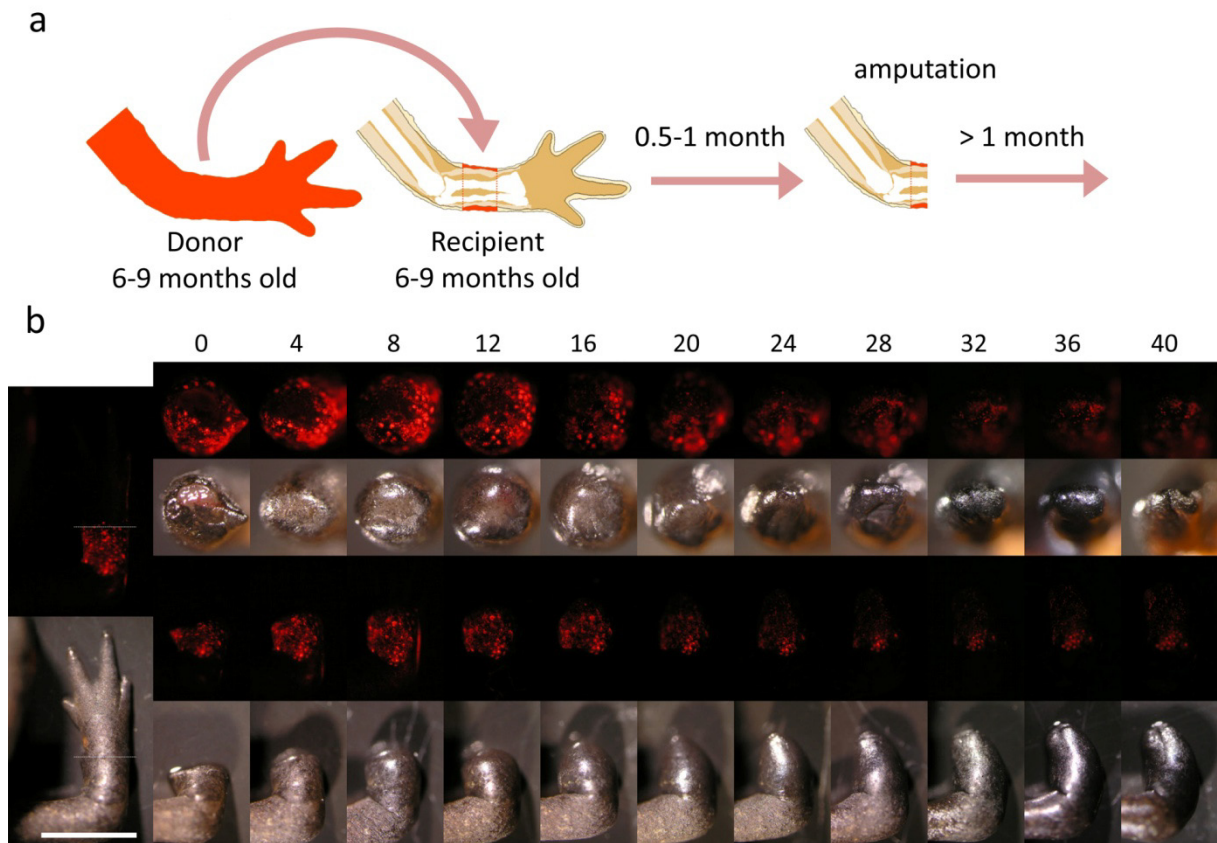 a
amputation
0.5-1 month
> 1 month
Donor
6-9 months old
Recipient
6-9 months old
b
0 4 8 12 16 20 24 28 32 36 40